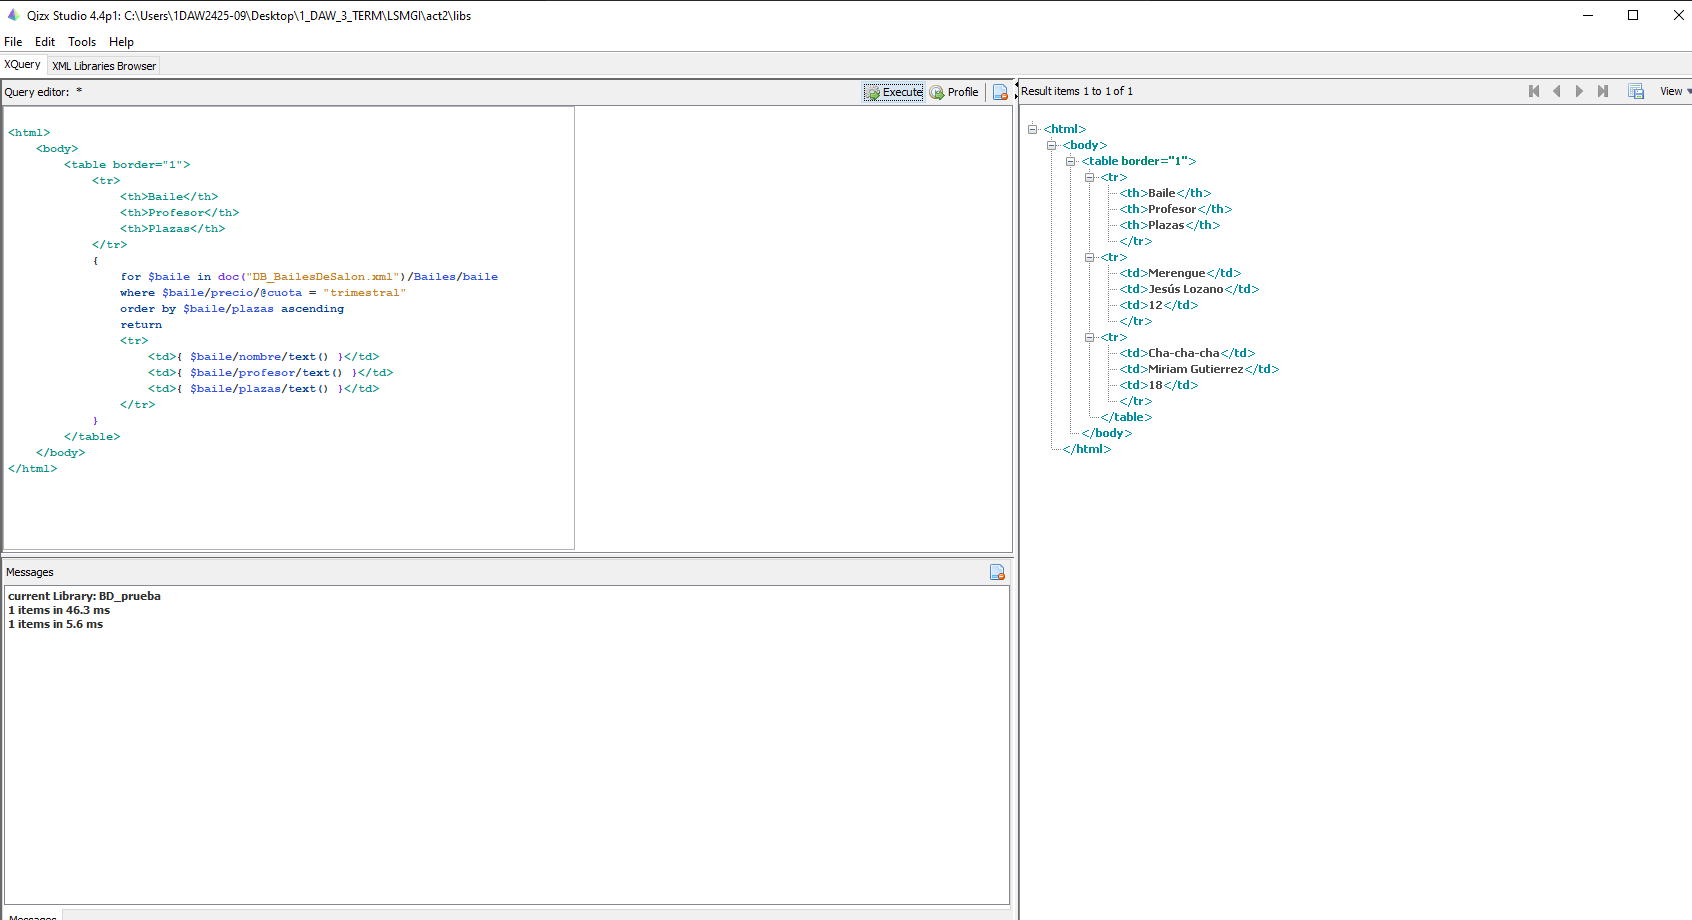 Qizx Studio 4.4p1: C:\Users\1DAW2425-09\Desktop\1_DAW_3_TERM\LSMGI\act2\libs
File Edit Tools Help
XQuery XML Libraries Browser
Query editor: *
Execute Profile
<html>
<body>
<table border="1">
<tr>
<th>Baile</th>
<th>Profesor</th>
<th>Plazas</th>
</tr>
{
for $baile in doc("DB_BailesDeSalon.xml")/Bailes/baile
where $baile/precio/@cuota = "trimestral"
order by $baile/plazas ascending
return
<tr>
<td>{ $baile/nombre/text() }</td>
<td>{ $baile/profesor/text() }</td>
<td>{ $baile/plazas/text() }</td>
</tr>
}
</table>
</body>
</html>
Messages
current Library: BD_prueba
1 items in 46.3 ms
1 items in 5.6 ms
Messages
Result items 1 to 1 of 1
View
<html>
<body>
<table border="1">
<tr>
<th>Baile</th>
<th>Profesor</th>
<th>Plazas</th>
</tr>
<tr>
<td>Merengue</td>
<td>Jesús Lozano</td>
<td>12</td>
</tr>
<tr>
<td>Cha-cha-cha</td>
<td>Miriam Gutierrez</td>
<td>18</td>
</tr>
</table>
</body>
</html>